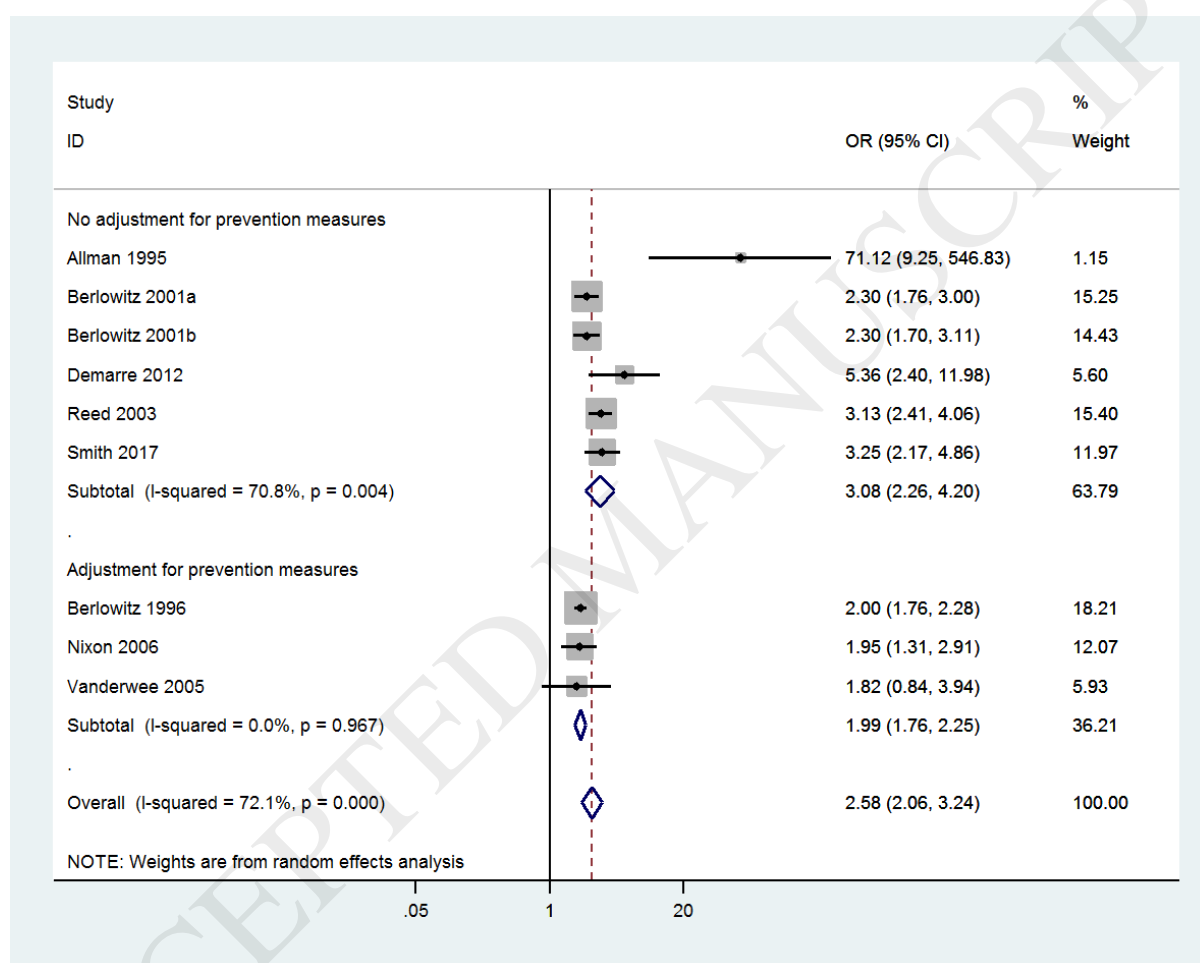 Study %
ID OR (95% CI) Weight
No adjustment for prevention measures
Allman 1995 71.12 (9.25, 546.83) 1.15
Berlowitz 2001a 2.30 (1.76, 3.00) 15.25
Berlowitz 2001b 2.30 (1.70, 3.11) 14.43
Demarre 2012 5.36 (2.40, 11.98) 5.60
Reed 2003 3.13 (2.41, 4.06) 15.40
Smith 2017 3.25 (2.17, 4.86) 11.97
Subtotal (I-squared = 70.8%, p = 0.004) 3.08 (2.26, 4.20) 63.79
.
Adjustment for prevention measures
Berlowitz 1996 2.00 (1.76, 2.28) 18.21
Nixon 2006 1.95 (1.31, 2.91) 12.07
Vanderwee 2005 1.82 (0.84, 3.94) 5.93
Subtotal (I-squared = 0.0%, p = 0.967) 1.99 (1.76, 2.25) 36.21
.
Overall (I-squared = 72.1%, p = 0.000) 2.58 (2.06, 3.24) 100.00
NOTE: Weights are from random effects analysis
.05 1 20
CEPTED MANUSCRIP